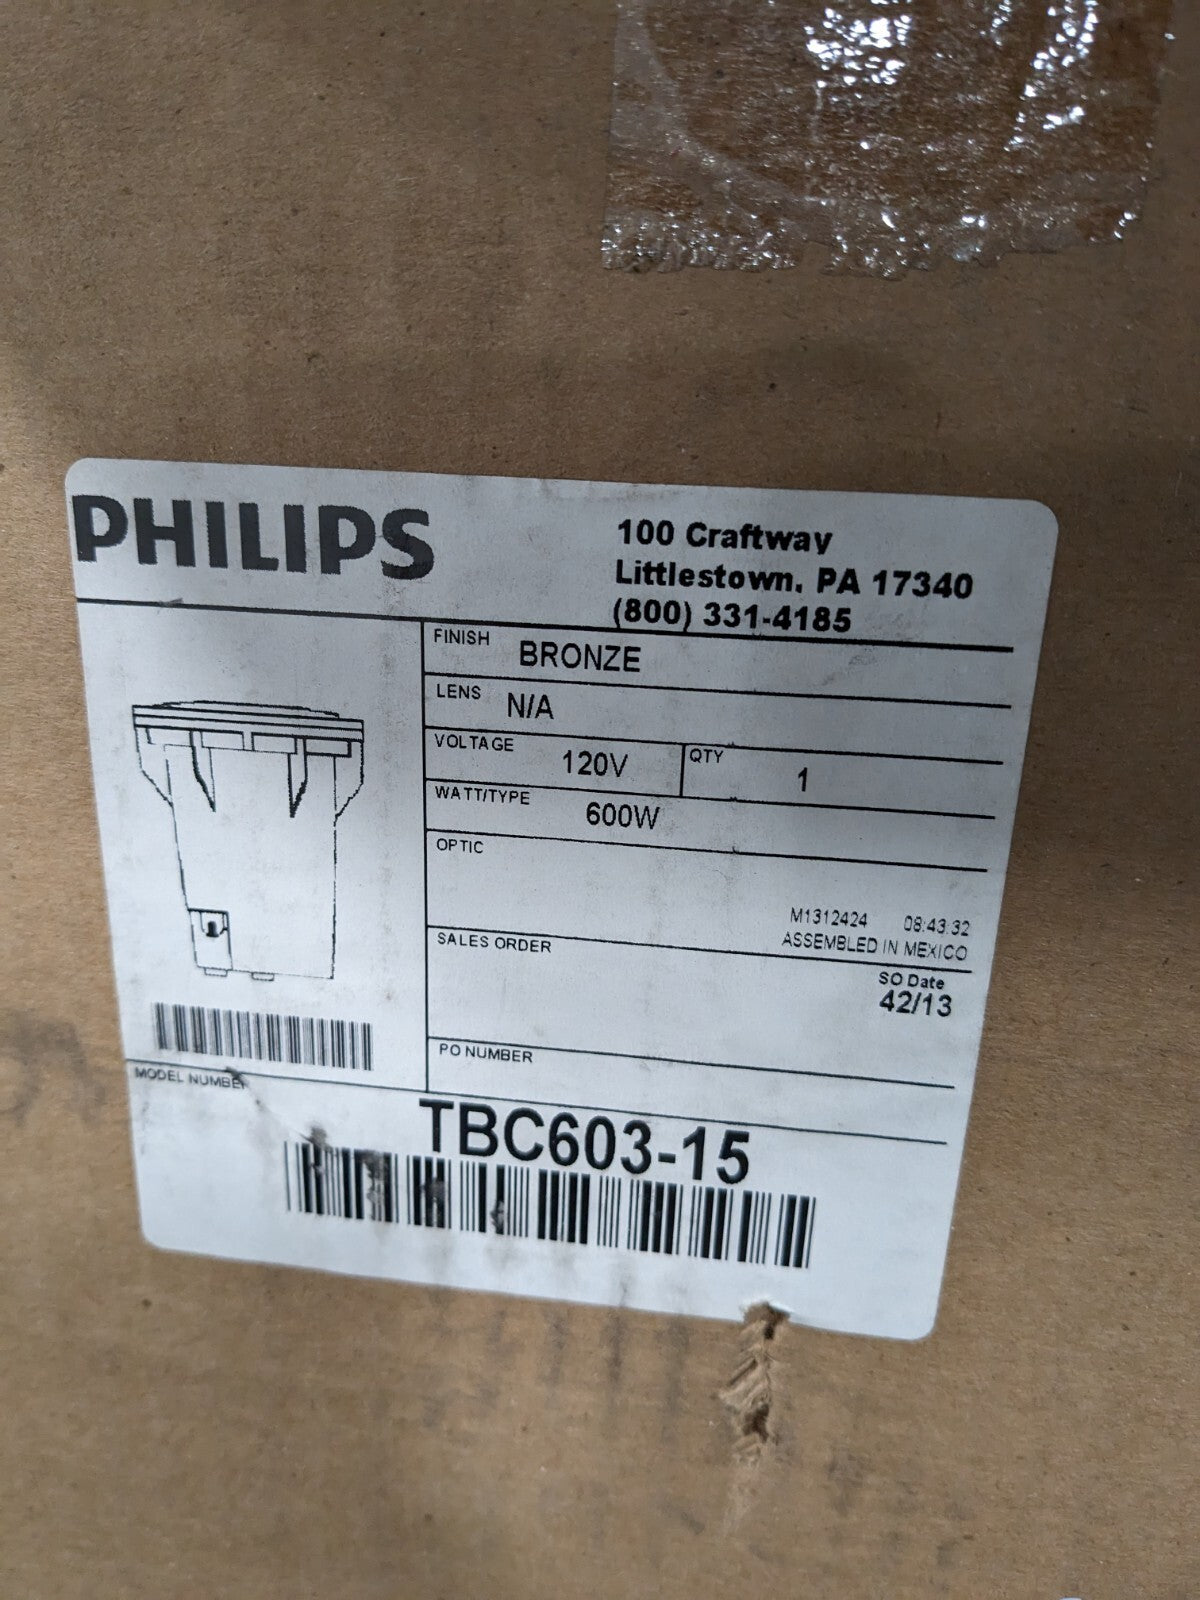 PHILIPS
100 Craftway
Littlestown, PA 17340
(800) 331-4185
FINISH BRONZE
LENS N/A
VOLTAGE 120V QTY 1
WATT/TYPE 600W
OPTIC
M1312424 08:43:32
ASSEMBLED IN MEXICO
SALES ORDER
SO Date
42/13
PO NUMBER
MODEL NUMBER
TBC603-15